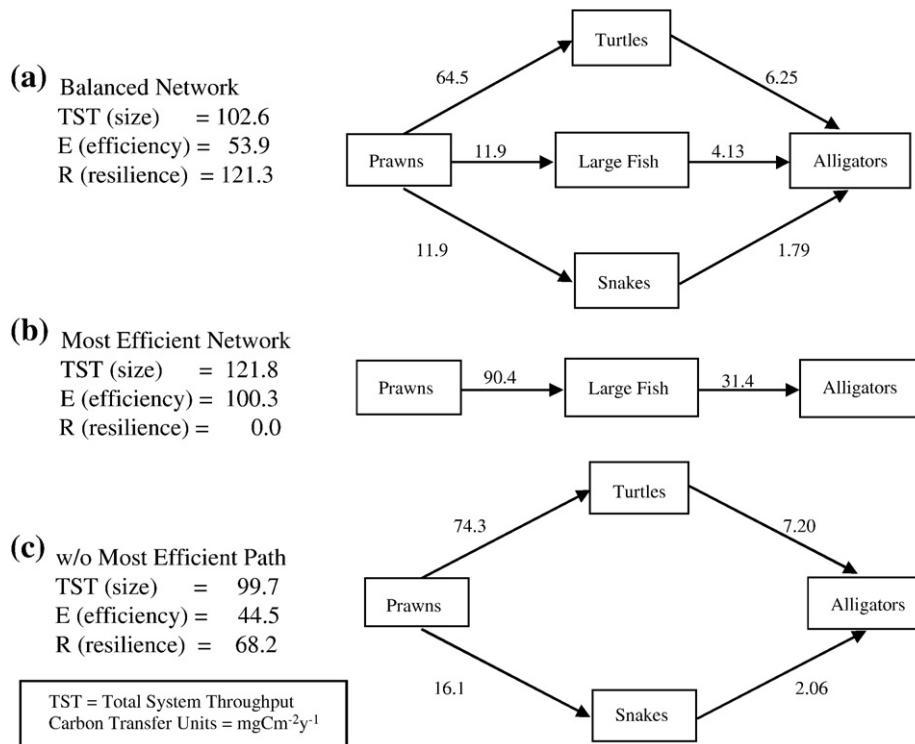 (a) Balanced Network
TST (size) = 102.6
E (efficiency) = 53.9
R (resilience) = 121.3
Turtles
64.5
6.25
Prawns
11.9
Large Fish
4.13
Alligators
11.9
1.79
Snakes
(b) Most Efficient Network
TST (size) = 121.8
E (efficiency) = 100.3
R (resilience) = 0.0
Prawns
90.4
Large Fish
31.4
Alligators
(c) w/o Most Efficient Path
TST (size) = 99.7
E (efficiency) = 44.5
R (resilience) = 68.2
Turtles
74.3
7.20
Prawns
Alligators
16.1
2.06
Snakes
TST = Total System Throughput
Carbon Transfer Units = mgCm⁻²y⁻¹